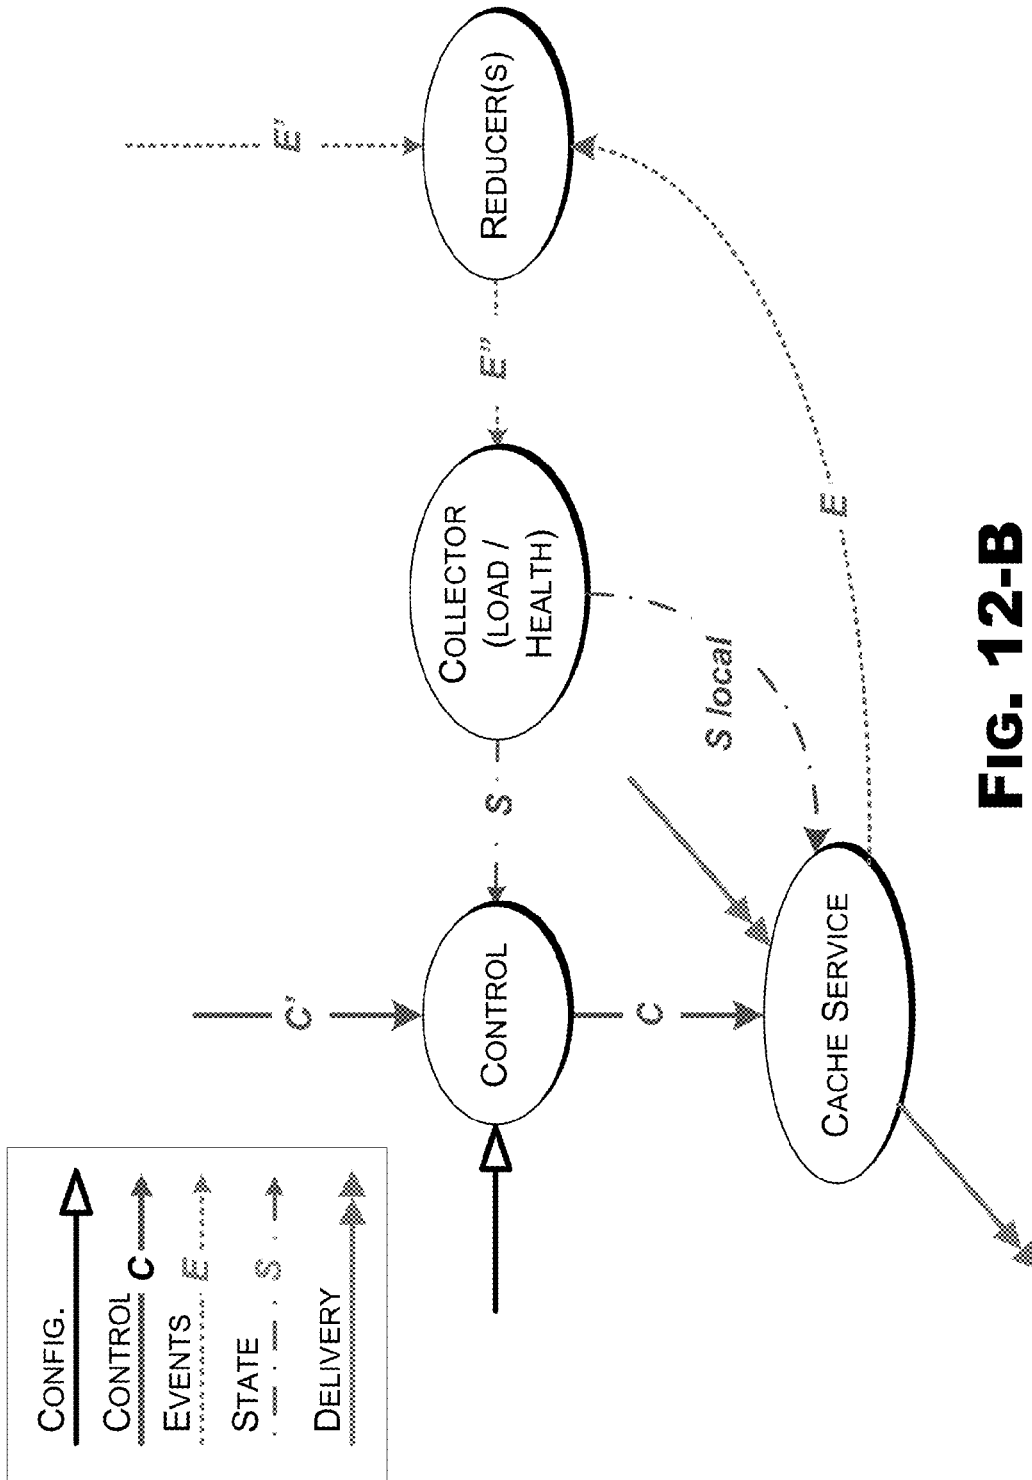 CONFIG.
CONTROL C
EVENTS E
STATE S
DELIVERY
C'
E'
CONTROL
S
COLLECTOR
(LOAD /
HEALTH)
E"
REDUCER(S)
C
S local
E
CACHE SERVICE
FIG. 12-B